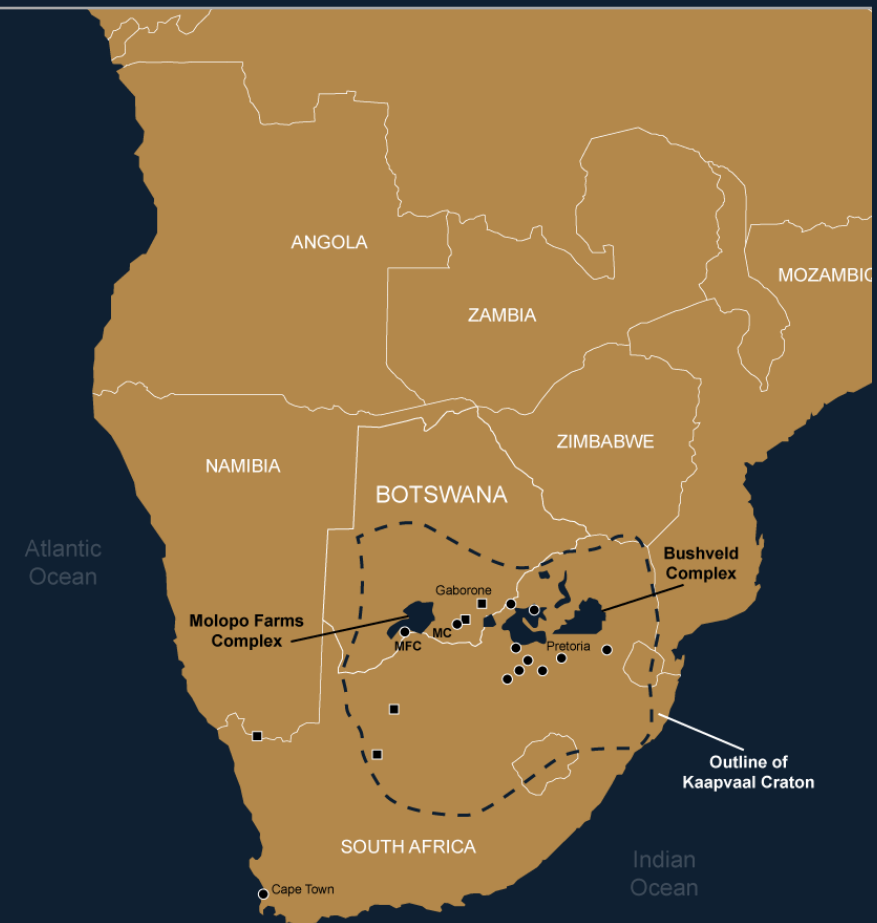 ANGOLA
ZAMBIA
MOZAMBIC
ZIMBABWE
NAMIBIA
BOTSWANA
Atlantic
Ocean
Bushveld
Complex
Gaborone
Molopo Farms
Complex
MC
MFC
Pretoria
Outline of
Kaapvaal Craton
SOUTH AFRICA
Indian
Ocean
Cape Town